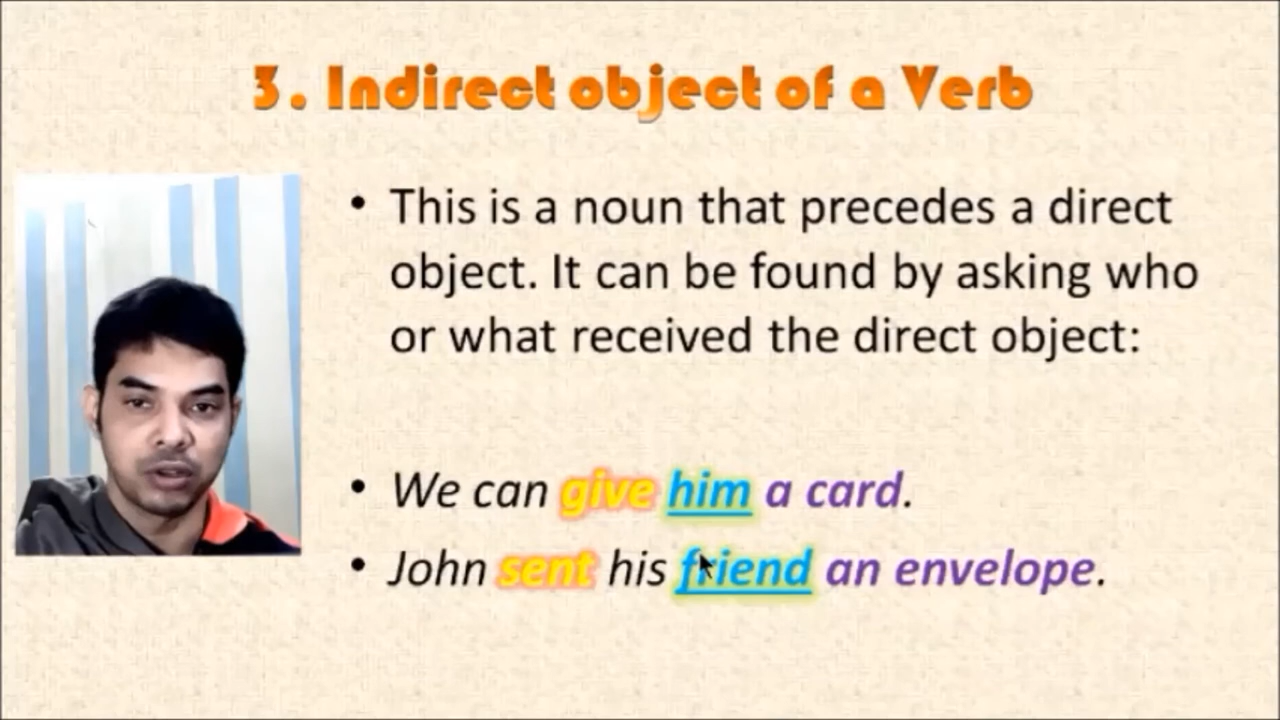 3. Indirect object of a Verb
• This is a noun that precedes a direct
object. It can be found by asking who
or what received the direct object:
• We can give him a card.
• John sent his friend an envelope.